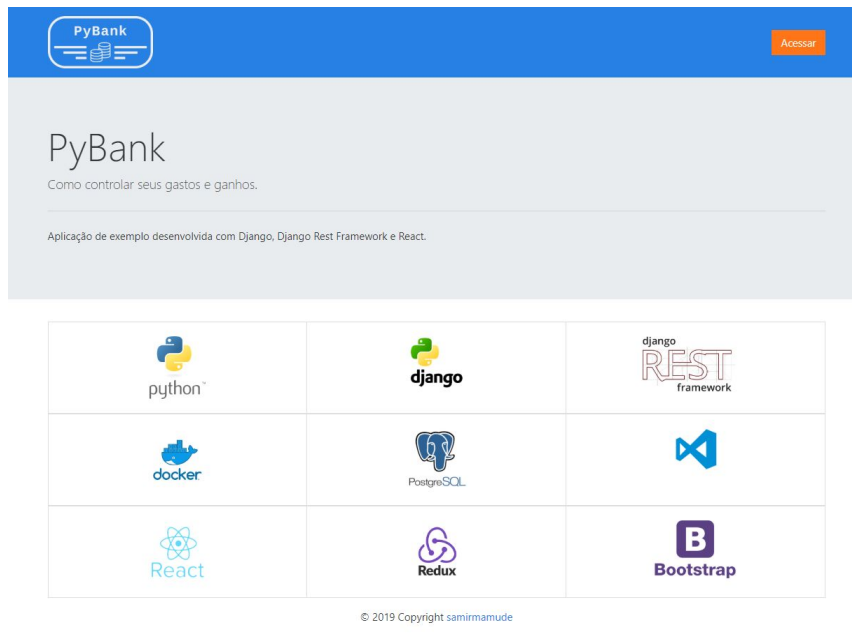 PyBank
Acessar
PyBank
Como controlar seus gastos e ganhos.
Aplicação de exemplo desenvolvida com Django, Django Rest Framework e React.
python™
django
django
REST
framework
docker
PostgreSQL
React
Redux
B
Bootstrap
© 2019 Copyright samirmamude